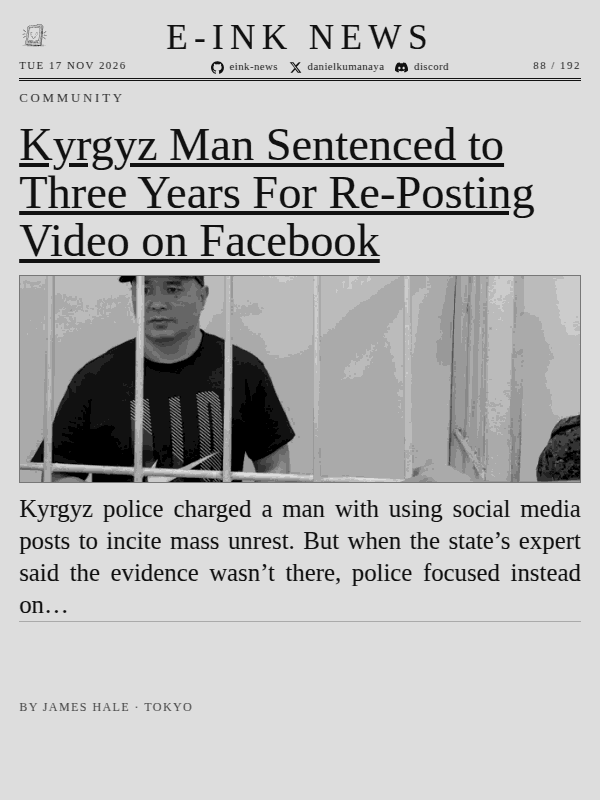 E-INK NEWS
TUE 17 NOV 2026
eink-news
danielkumanaya
discord
88 / 192
COMMUNITY
Kyrgyz Man Sentenced to
Three Years For Re-Posting
Video on Facebook
Kyrgyz police charged a man with using social media
posts to incite mass unrest. But when the state’s expert
said the evidence wasn’t there, police focused instead
on…
BY JAMES HALE · TOKYO